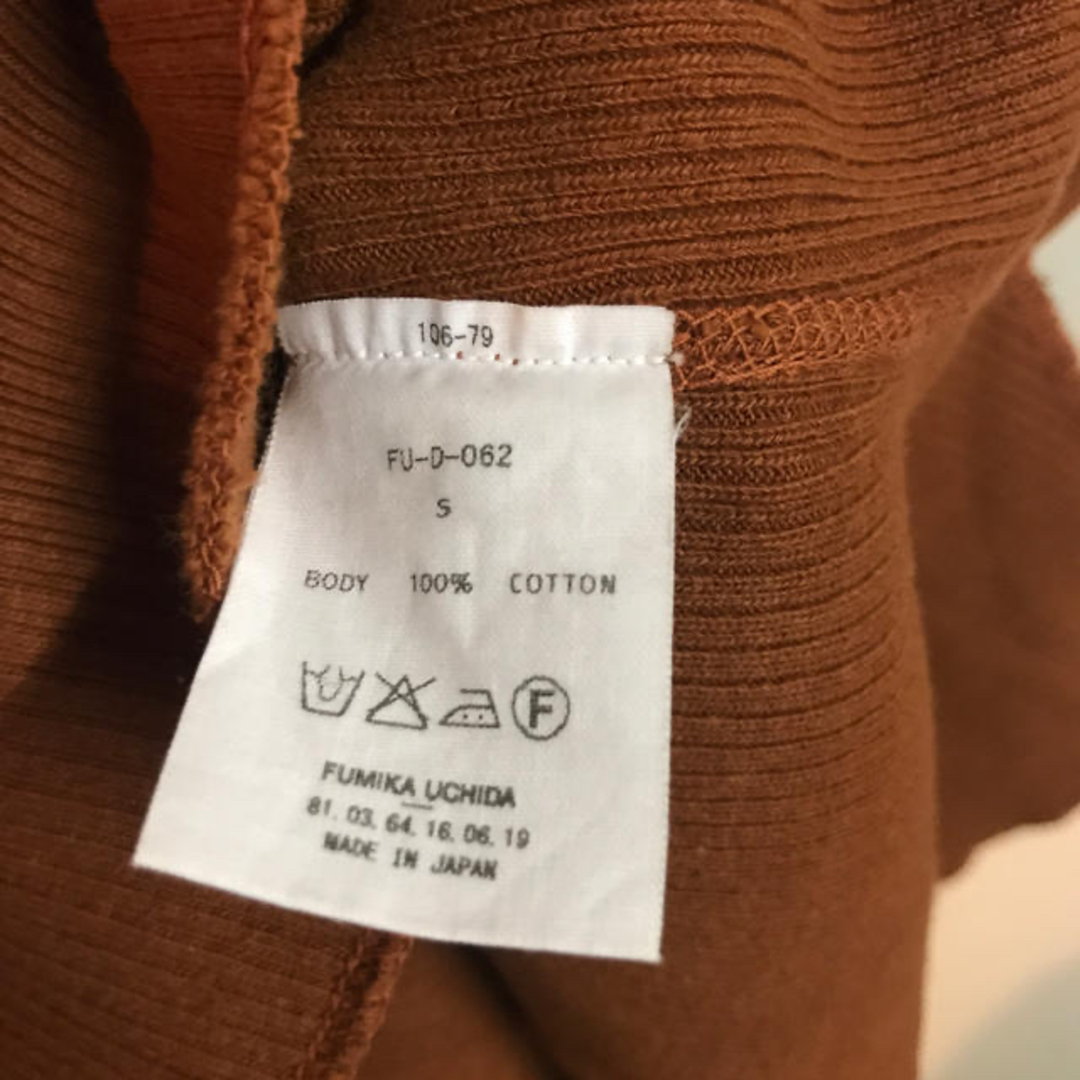 106-79
FU-D-062
S
BODY 100% COTTON
F
FUMIKA UCHIDA
81. 03. 64. 16. 06. 19
MADE IN JAPAN